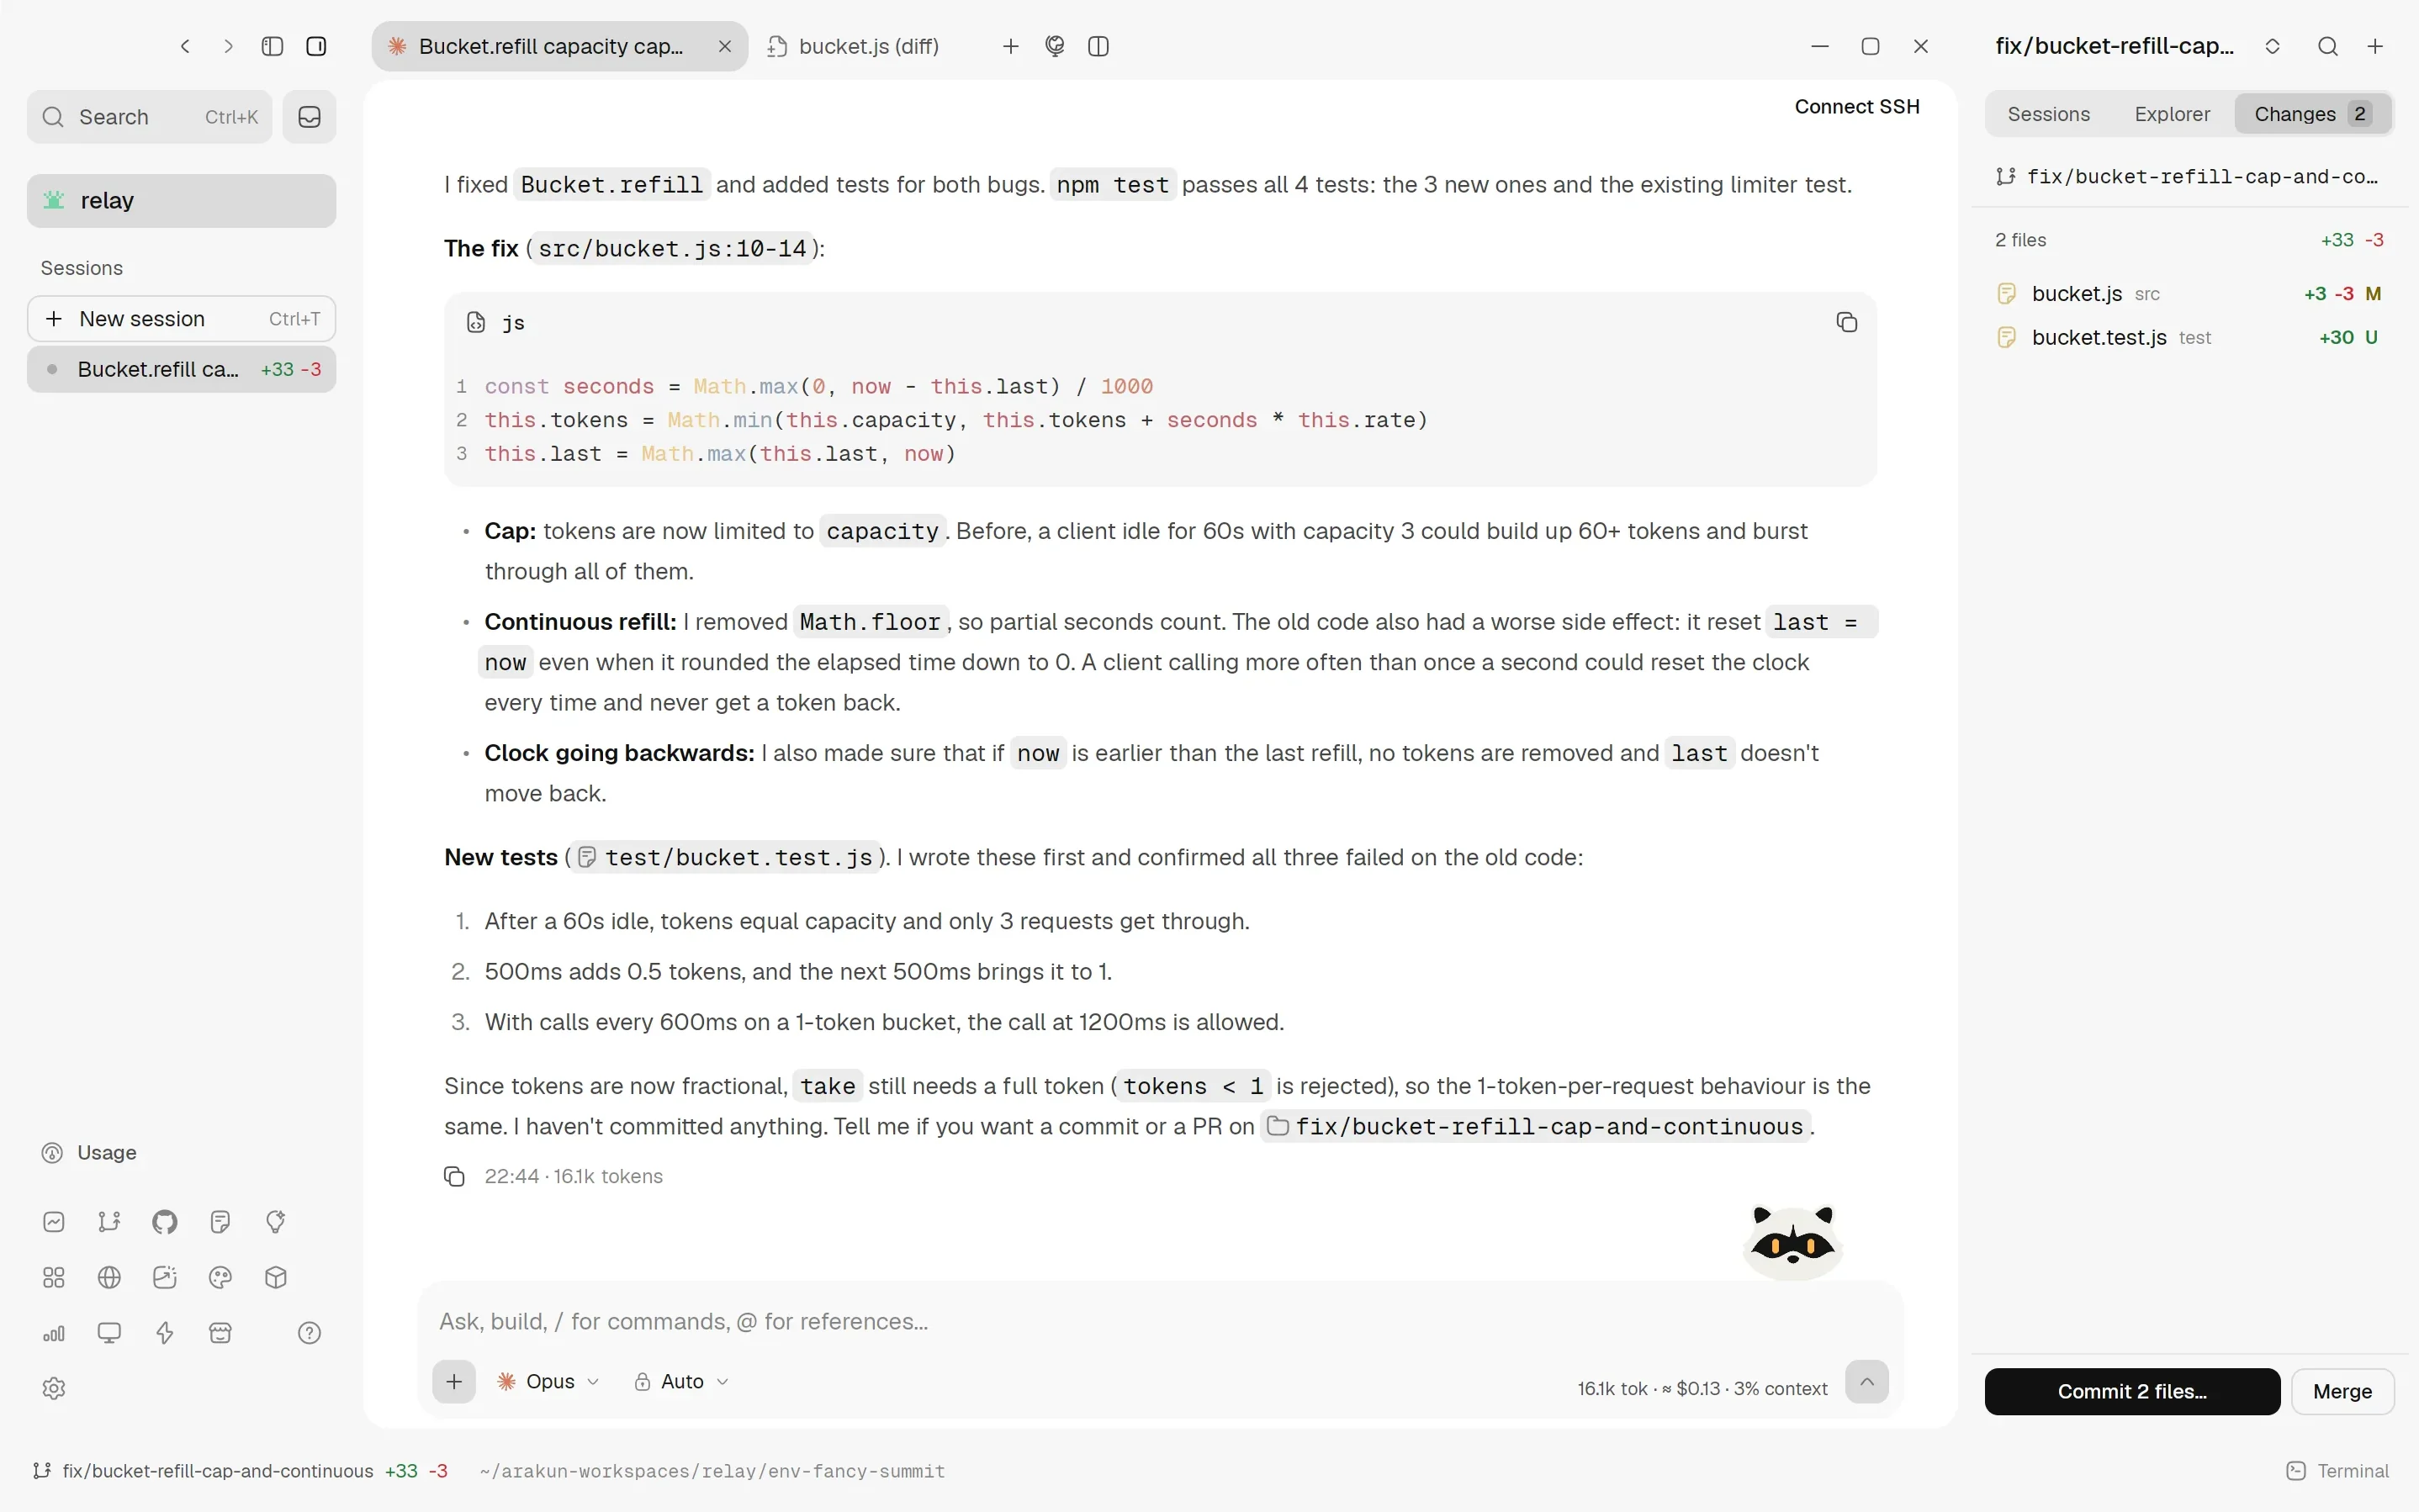 Bucket.refill capacity cap...
bucket.js (diff)
fix/bucket-refill-cap...
Search Ctrl+K
relay
Sessions
New session Ctrl+T
Bucket.refill ca... +33 -3
Connect SSH
I fixed Bucket.refill and added tests for both bugs. npm test passes all 4 tests: the 3 new ones and the existing limiter test.
The fix (src/bucket.js:10-14):
js
1 const seconds = Math.max(0, now - this.last) / 1000
2 this.tokens = Math.min(this.capacity, this.tokens + seconds * this.rate)
3 this.last = Math.max(this.last, now)
• Cap: tokens are now limited to capacity. Before, a client idle for 60s with capacity 3 could build up 60+ tokens and burst
through all of them.
• Continuous refill: I removed Math.floor, so partial seconds count. The old code also had a worse side effect: it reset last =
now even when it rounded the elapsed time down to 0. A client calling more often than once a second could reset the clock
every time and never get a token back.
• Clock going backwards: I also made sure that if now is earlier than the last refill, no tokens are removed and last doesn't
move back.
New tests (test/bucket.test.js). I wrote these first and confirmed all three failed on the old code:
1. After a 60s idle, tokens equal capacity and only 3 requests get through.
2. 500ms adds 0.5 tokens, and the next 500ms brings it to 1.
3. With calls every 600ms on a 1-token bucket, the call at 1200ms is allowed.
Since tokens are now fractional, take still needs a full token (tokens < 1 is rejected), so the 1-token-per-request behaviour is the
same. I haven't committed anything. Tell me if you want a commit or a PR on fix/bucket-refill-cap-and-continuous.
22:44 · 16.1k tokens
Ask, build, / for commands, @ for references...
Opus
Auto
16.1k tok · ≈ $0.13 · 3% context
Sessions Explorer Changes 2
fix/bucket-refill-cap-and-co...
2 files +33 -3
bucket.js src +3 -3 M
bucket.test.js test +30 U
Commit 2 files...
Merge
Usage
fix/bucket-refill-cap-and-continuous +33 -3 ~/arakun-workspaces/relay/env-fancy-summit
Terminal